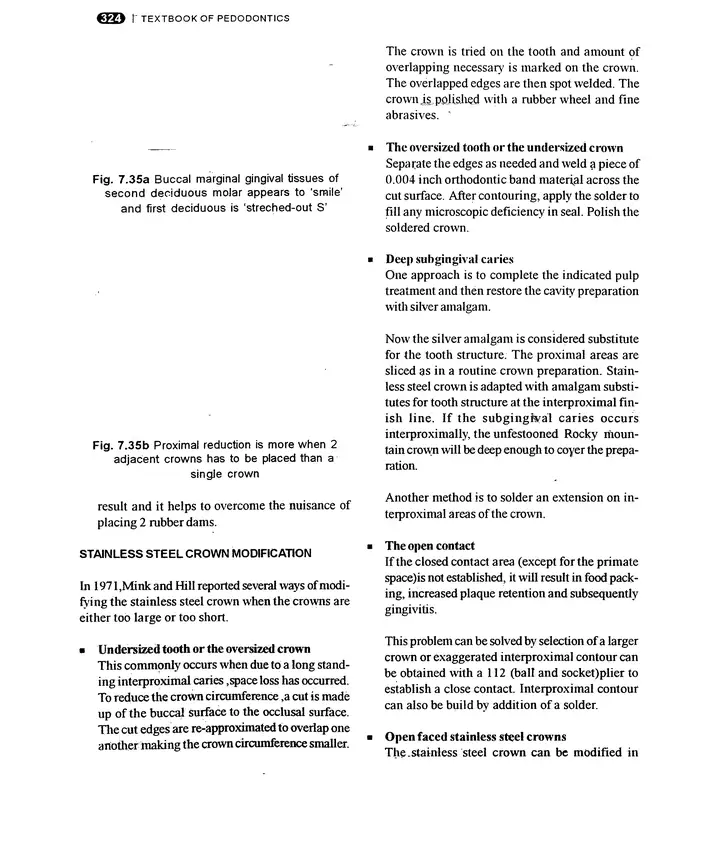 324 TEXTBOOK OF PEDODONTICS
Fig. 7.35a Buccal marginal gingival tissues of
second deciduous molar appears to 'smile'
and first deciduous is 'streched-out S'
Fig. 7.35b Proximal reduction is more when 2
adjacent crowns has to be placed than a
single crown
result and it helps to overcome the nuisance of
placing 2 rubber dams.
STAINLESS STEEL CROWN MODIFICATION
In 1971,Mink and Hill reported several ways of modi-
fying the stainless steel crown when the crowns are
either too large or too short.
▪ Undersized tooth or the oversized crown
This commonly occurs when due to a long stand-
ing interproximal caries ,space loss has occurred.
To reduce the crown circumference ,a cut is made
up of the buccal surface to the occlusal surface.
The cut edges are re-approximated to overlap one
another making the crown circumference smaller.
The crown is tried on the tooth and amount of
overlapping necessary is marked on the crown.
The overlapped edges are then spot welded. The
crown is polished with a rubber wheel and fine
abrasives.
▪ The oversized tooth or the undersized crown
Separate the edges as needed and weld a piece of
0.004 inch orthodontic band material across the
cut surface. After contouring, apply the solder to
fill any microscopic deficiency in seal. Polish the
soldered crown.
▪ Deep subgingival caries
One approach is to complete the indicated pulp
treatment and then restore the cavity preparation
with silver amalgam.
Now the silver amalgam is considered substitute
for the tooth structure. The proximal areas are
sliced as in a routine crown preparation. Stain-
less steel crown is adapted with amalgam substi-
tutes for tooth structure at the interproximal fin-
ish line. If the subgingival caries occurs
interproximally, the unfestooned Rocky moun-
tain crown will be deep enough to cover the prepa-
ration.
Another method is to solder an extension on in-
terproximal areas of the crown.
▪ The open contact
If the closed contact area (except for the primate
space)is not established, it will result in food pack-
ing, increased plaque retention and subsequently
gingivitis.
This problem can be solved by selection of a larger
crown or exaggerated interproximal contour can
be obtained with a 112 (ball and socket)plier to
establish a close contact. Interproximal contour
can also be build by addition of a solder.
▪ Open faced stainless steel crowns
The stainless steel crown can be modified in